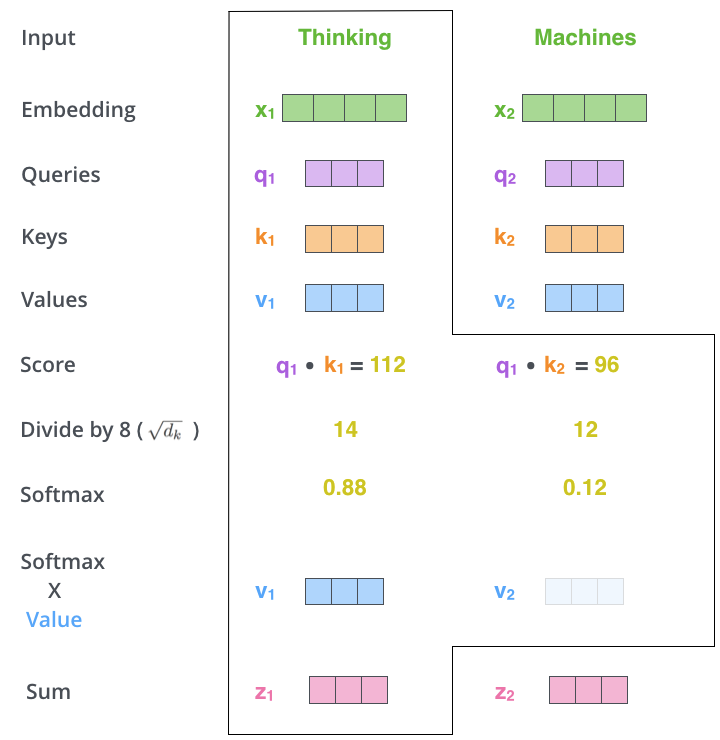 Input Thinking Machines
Embedding x₁ x₂
Queries q₁ q₂
Keys k₁ k₂
Values v₁ v₂
Score q₁ • k₁ = 112 q₁ • k₂ = 96
Divide by 8 ( √dₖ ) 14 12
Softmax 0.88 0.12
Softmax
X
Value v₁ v₂
Sum z₁ z₂